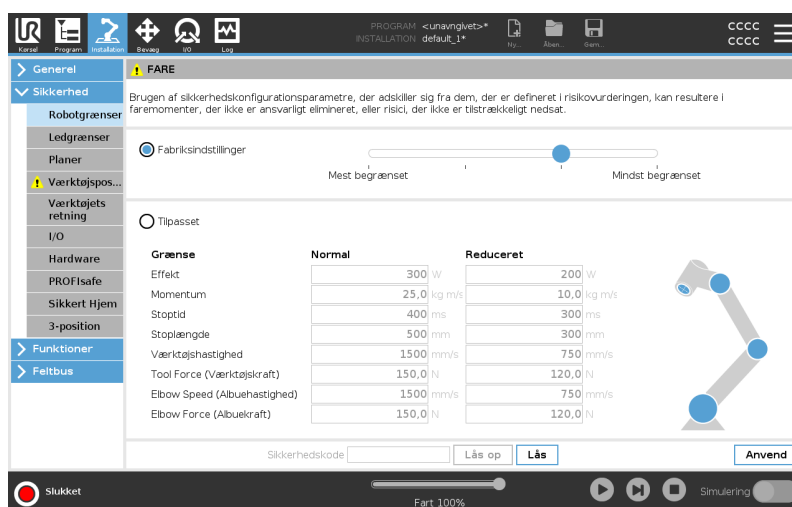 PROGRAM <unavngivet>*
INSTALLATION default_1*
Kørsel Program Installation Bevæg I/O Log
Ny... Åben... Gem...
cccc
cccc
Generel
Sikkerhed
Robotgrænser
Ledgrænser
Planer
Værktøjspos...
Værktøjets
retning
I/O
Hardware
PROFIsafe
Sikkert Hjem
3-position
Funktioner
Feltbus
FARE
Brugen af sikkerhedskonfigurationsparametre, der adskiller sig fra dem, der er defineret i risikovurderingen, kan resultere i
faremomenter, der ikke er ansvarligt elimineret, eller risici, der ikke er tilstrækkeligt nedsat.
Fabriksindstillinger
Mest begrænset Mindst begrænset
Tilpasset
Grænse Normal Reduceret
Effekt 300 W 200 W
Momentum 25,0 kg m/s 10,0 kg m/s
Stoptid 400 ms 300 ms
Stoplængde 500 mm 300 mm
Værktøjshastighed 1500 mm/s 750 mm/s
Tool Force (Værktøjskraft) 150,0 N 120,0 N
Elbow Speed (Albuehastighed) 1500 mm/s 750 mm/s
Elbow Force (Albuekraft) 150,0 N 120,0 N
Sikkerhedskode Lås op Lås Anvend
Slukket
Fart 100%
Simulering